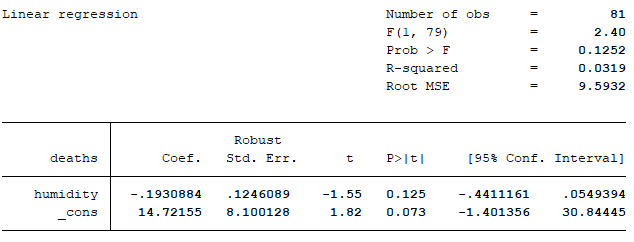 Linear regression Number of obs = 81
F(1, 79) = 2.40
Prob > F = 0.1252
R-squared = 0.0319
Root MSE = 9.5932
Robust
deaths Coef. Std. Err. t P>|t| [95% Conf. Interval]
humidity -.1930884 .1246089 -1.55 0.125 -.4411161 .0549394
_cons 14.72155 8.100128 1.82 0.073 -1.401356 30.84445